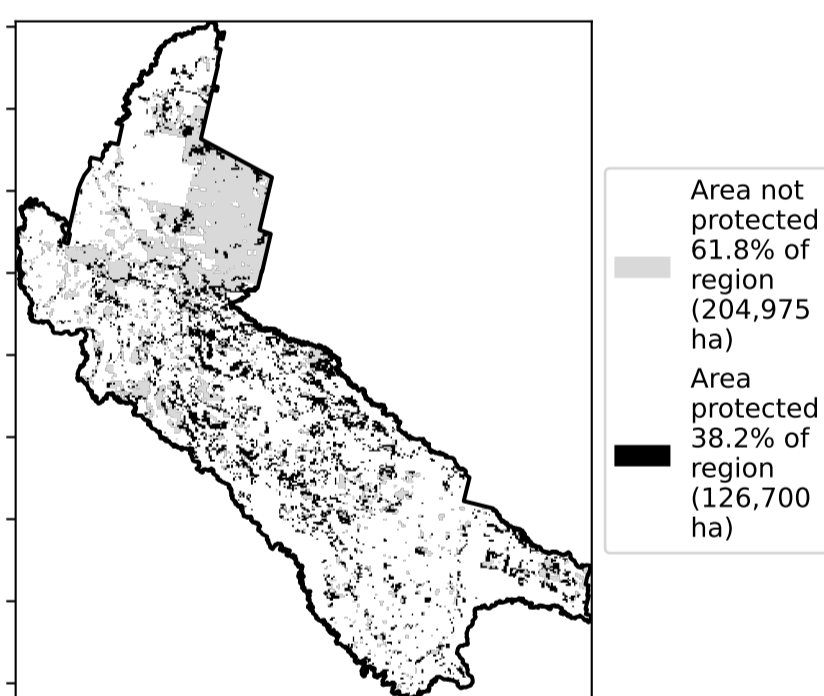 Area not
protected
61.8% of
region
(204,975
ha)
Area
protected
38.2% of
region
(126,700
ha)